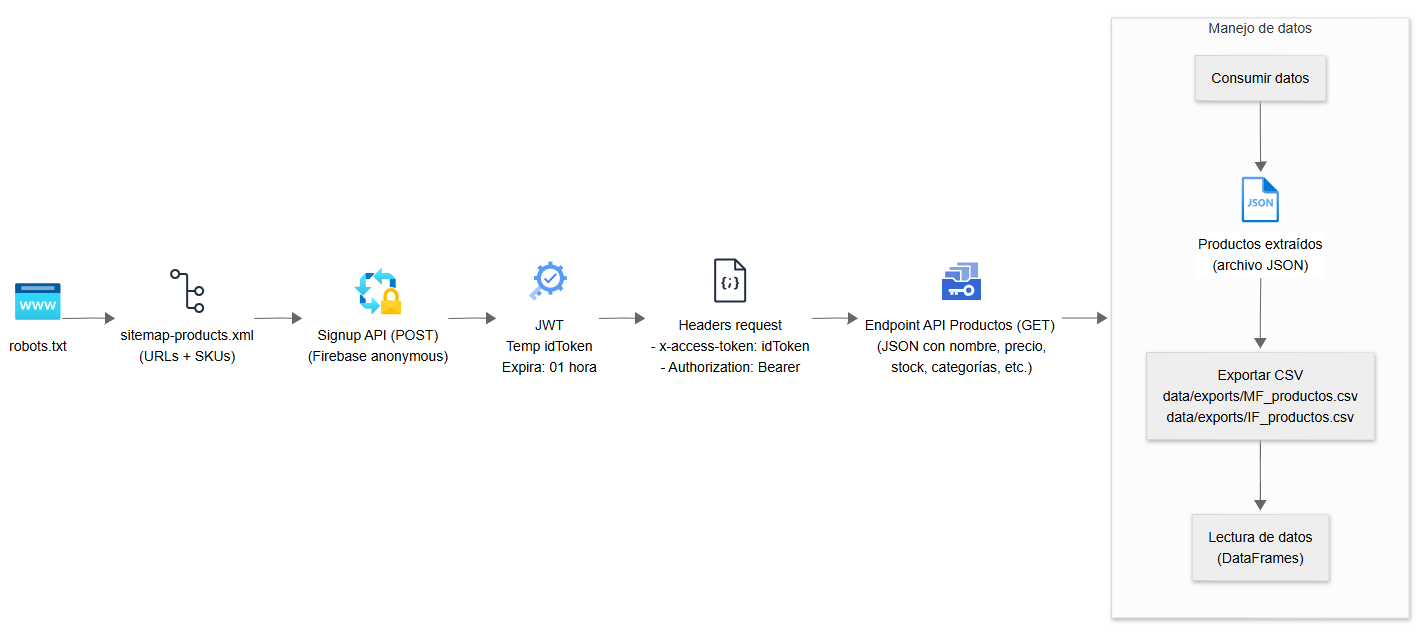 Manejo de datos
Consumir datos
JSON
Productos extraídos
(archivo JSON)
www
robots.txt
sitemap-products.xml
(URLs + SKUs)
Signup API (POST)
(Firebase anonymous)
JWT
Temp idToken
Expira: 01 hora
{;}
Headers request
- x-access-token: idToken
- Authorization: Bearer
Endpoint API Productos (GET)
(JSON con nombre, precio,
stock, categorías, etc.)
Exportar CSV
data/exports/MF_productos.csv
data/exports/IF_productos.csv
Lectura de datos
(DataFrames)